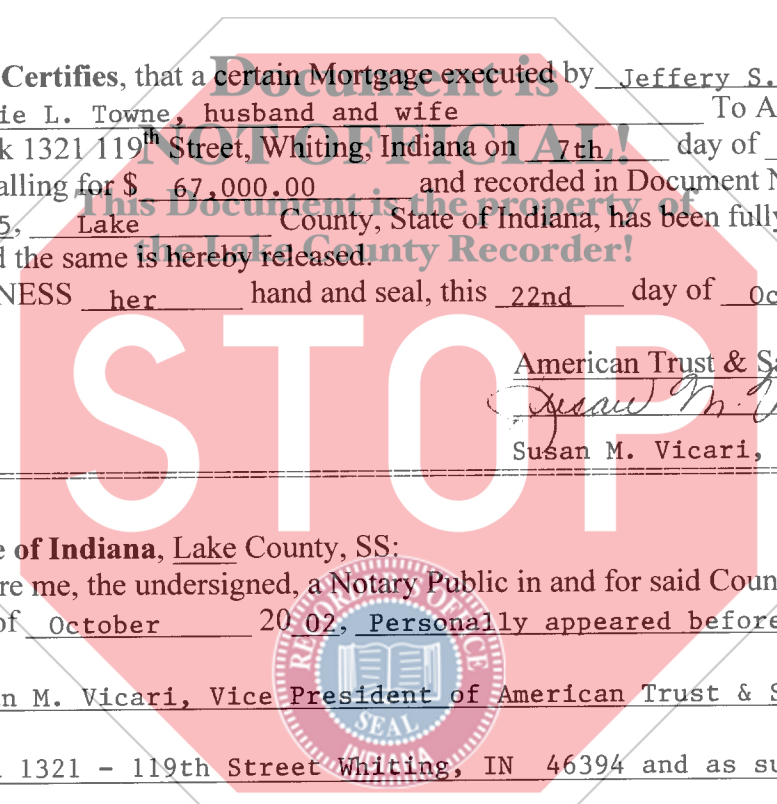 Certifies, that a certain Mortgage executed by Jeffery S.
ie L. Towne, husband and wife To A
k 1321 119th Street, Whiting, Indiana on 7th day of
alling for $ 67,000.00 and recorded in Document N
5, Lake County, State of Indiana, has been fully
d the same is hereby released.
NESS her hand and seal, this 22nd day of Oc
Document is
NOT OFFICIAL!
This Document is the property of
the Lake County Recorder!
STOP
American Trust & Sa
Susan M. V
Susan M. Vicari,
e of Indiana, Lake County, SS:
re me, the undersigned, a Notary Public in and for said Coun
of October 20 02, Personally appeared before
n M. Vicari, Vice President of American Trust & S
1321 - 119th Street Whiting, IN 46394 and as su
RECORDER'S OFFICE
SEAL
INDIANA